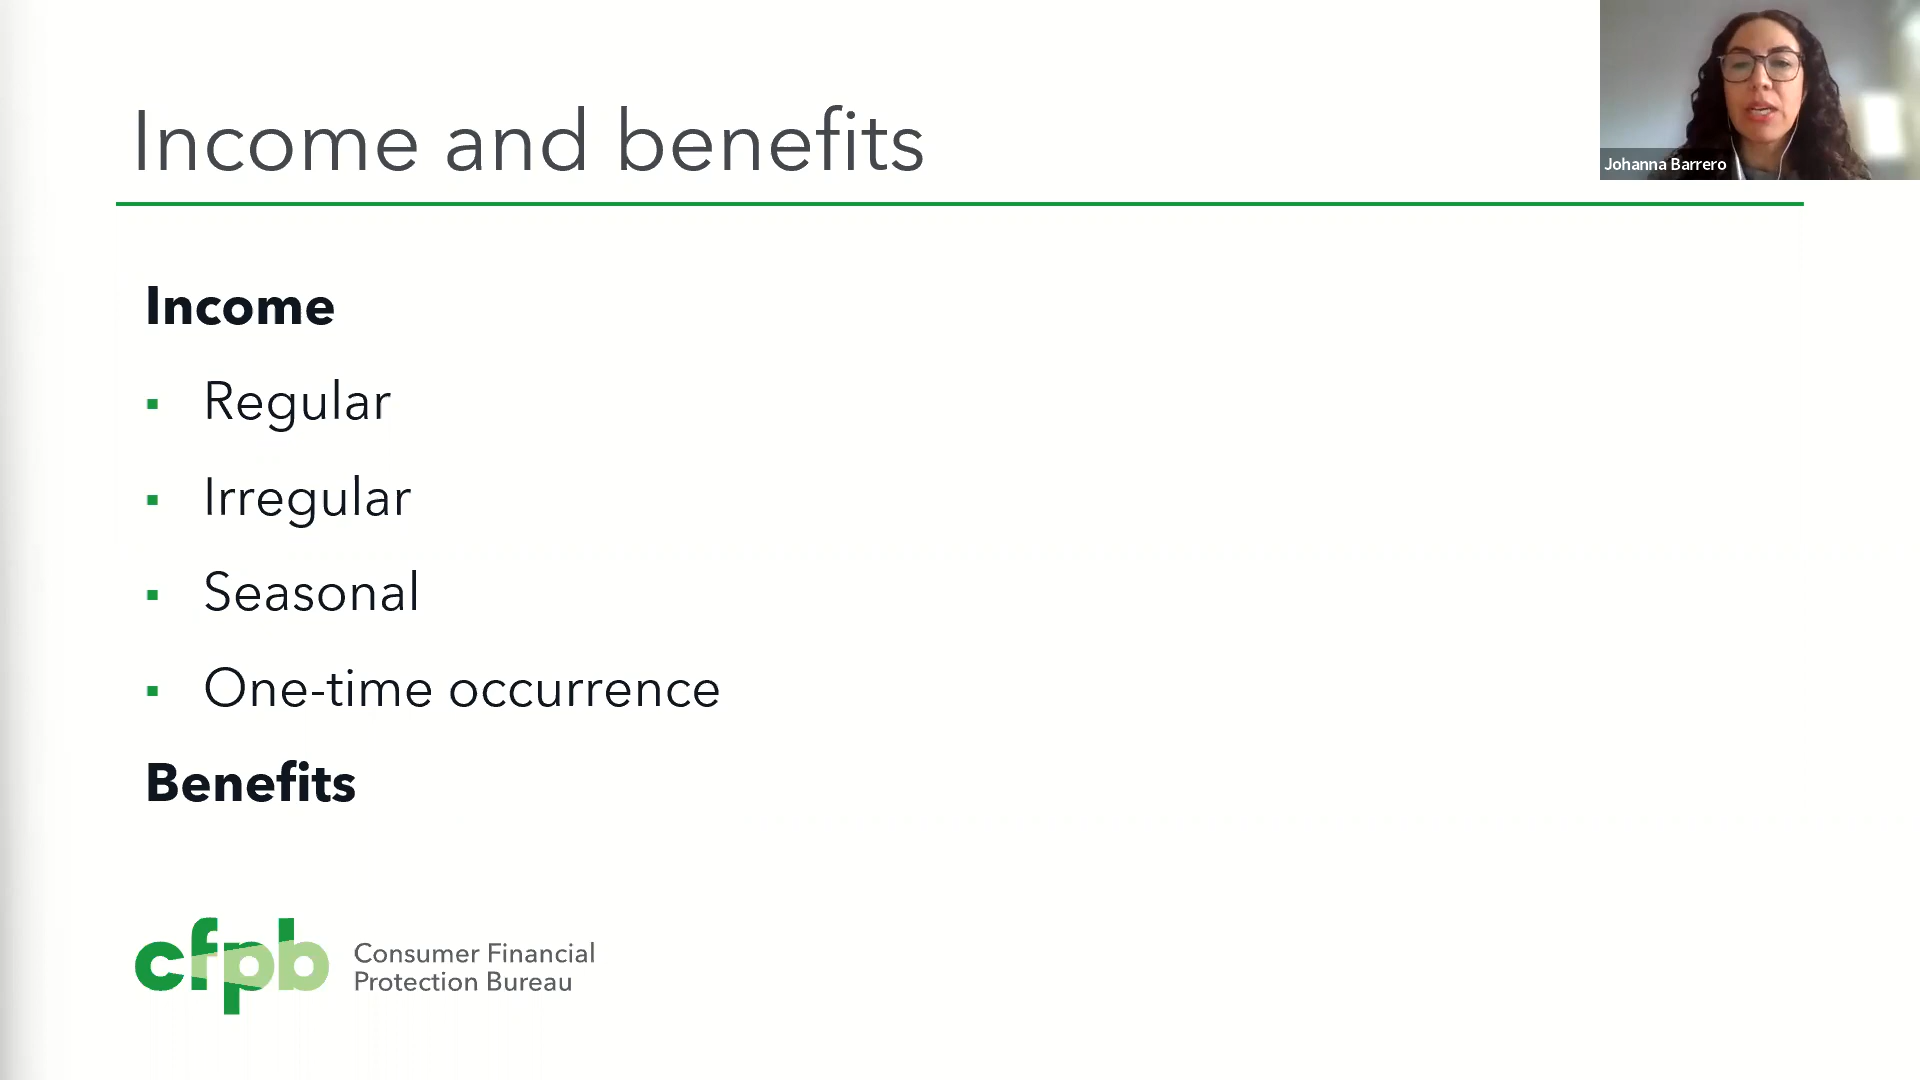 Income and benefits
Johanna Barrero
Income
▪ Regular
▪ Irregular
▪ Seasonal
▪ One-time occurrence
Benefits
cfpb Consumer Financial
Protection Bureau